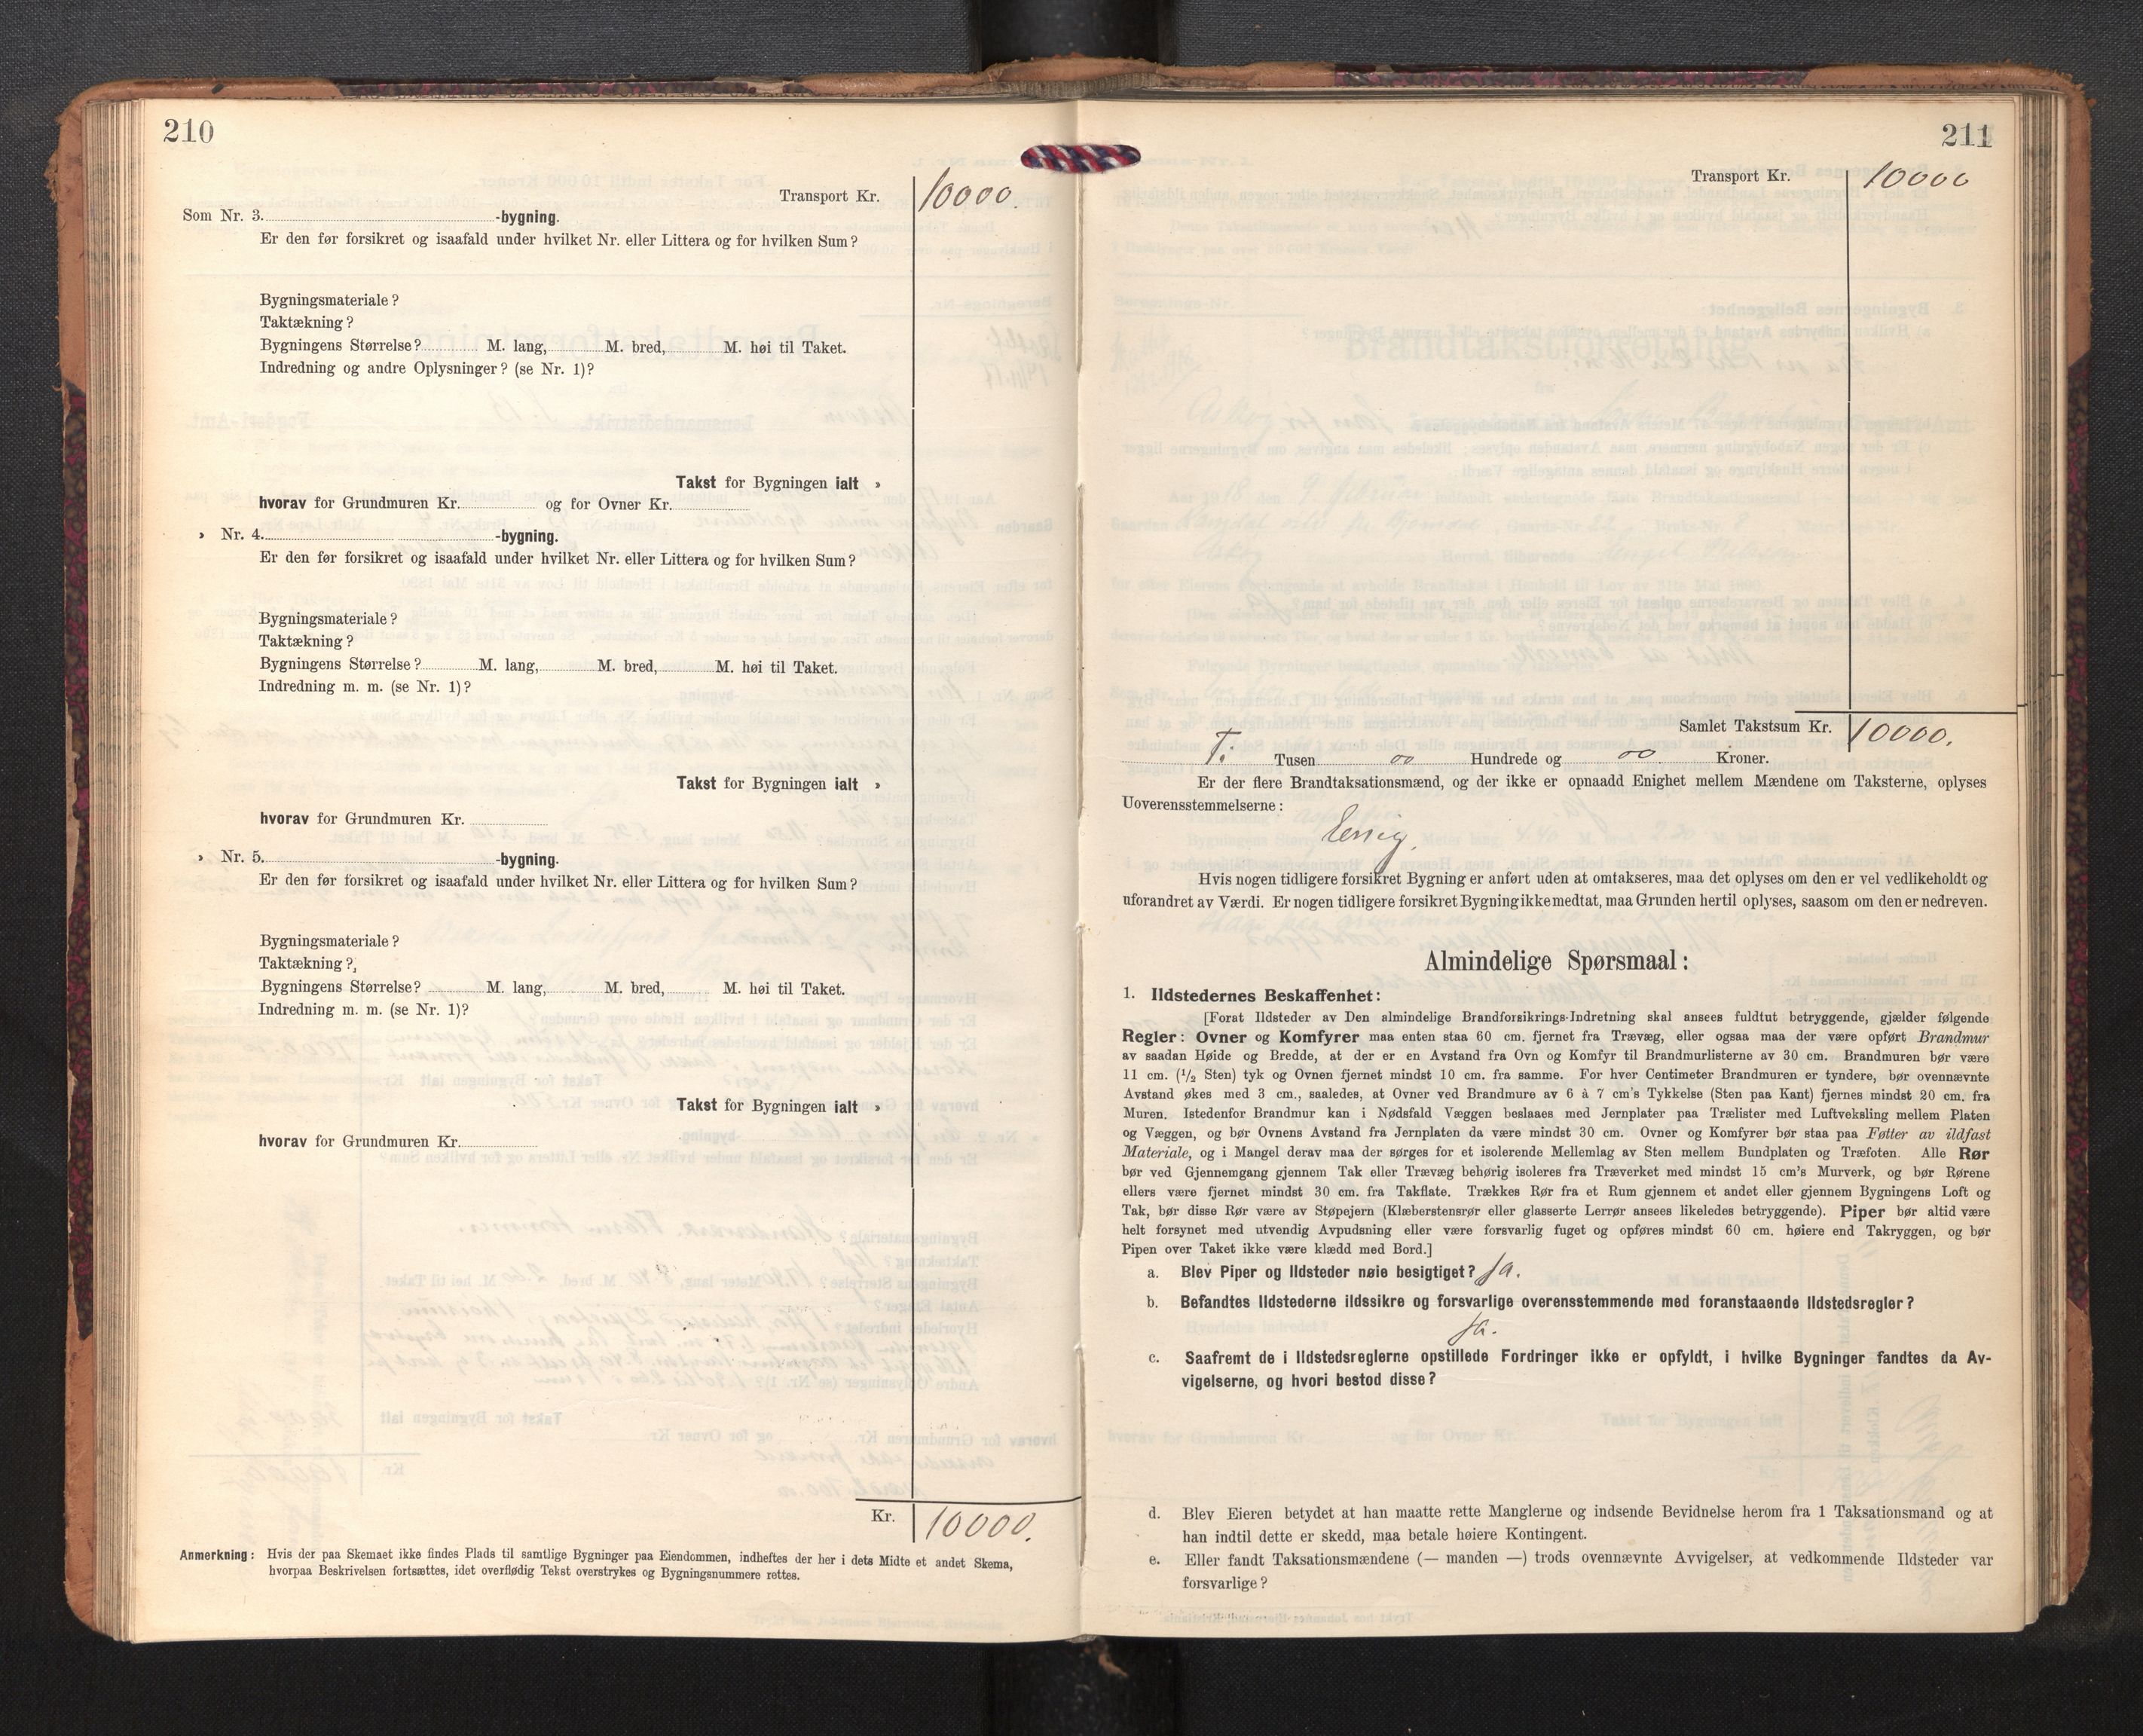 210
Transport Kr. 10000.
Som Nr. 3. -bygning.
Er den før forsikret og isaafald under hvilket Nr. eller Littera og for hvilken Sum?
Bygningsmateriale?
Taktækning?
Bygningens Størrelse? M. lang, M. bred, M. høi til Taket.
Indredning og andre Oplysninger? (se Nr. 1)?
Takst for Bygningen ialt »
hvorav for Grundmuren Kr. og for Ovner Kr.
» Nr. 4. -bygning.
Er den før forsikret og isaafald under hvilket Nr. eller Littera og for hvilken Sum?
Bygningsmateriale?
Taktækning?
Bygningens Størrelse? M. lang, M. bred, M. høi til Taket.
Indredning m. m. (se Nr. 1)?
Takst for Bygningen ialt »
hvorav for Grundmuren Kr.
» Nr. 5. -bygning.
Er den før forsikret og isaafald under hvilket Nr. eller Littera og for hvilken Sum?
Bygningsmateriale?
Taktækning?
Bygningens Størrelse? M. lang, M. bred, M. høi til Taket.
Indredning m. m. (se Nr. 1)?
Takst for Bygningen ialt »
hvorav for Grundmuren Kr.
Kr. 10000.
Anmerkning: Hvis der paa Skemaet ikke findes Plads til samtlige Bygninger paa Eiendommen, indheftes der her i dets Midte et andet Skema,
hvorpaa Beskrivelsen fortsættes, idet overflødig Tekst overstrykes og Bygningsnummere rettes.
211
Transport Kr. 10000
Samlet Takstsum Kr. 10000.
Ti Tusen oo Hundrede og oo Kroner.
Er der flere Brandtaksationsmænd, og der ikke er opnaadd Enighet mellem Mændene om Taksterne, oplyses
Uoverensstemmelserne:
Enig.
Hvis nogen tidligere forsikret Bygning er anført uden at omtakseres, maa det oplyses om den er vel vedlikeholdt og
uforandret av Værdi. Er nogen tidligere forsikret Bygning ikke medtat, maa Grunden hertil oplyses, saasom om den er nedreven.
Almindelige Spørsmaal:
1. Ildstedernes Beskaffenhet:
[Forat Ildsteder av Den almindelige Brandforsikrings-Indretning skal ansees fuldtut betryggende, gjælder følgende
Regler: Ovner og Komfyrer maa enten staa 60 cm. fjernet fra Trævæg, eller ogsaa maa der være opført Brandmur
av saadan Høide og Bredde, at der er en Avstand fra Ovn og Komfyr til Brandmurlisterne av 30 cm. Brandmuren bør være
11 cm. (1/2 Sten) tyk og Ovnen fjernet mindst 10 cm. fra samme. For hver Centimeter Brandmuren er tyndere, bør ovennævnte
Avstand økes med 3 cm., saaledes, at Ovner ved Brandmure av 6 à 7 cm's Tykkelse (Sten paa Kant) fjernes mindst 20 cm. fra
Muren. Istedenfor Brandmur kan i Nødsfald Væggen beslaaes med Jernplater paa Trælister med Luftveksling mellem Platen
og Væggen, og bør Ovnens Avstand fra Jernplaten da være mindst 30 cm. Ovner og Komfyrer bør staa paa Føtter av ildfast
Materiale, og i Mangel derav maa der sørges for et isolerende Mellemlag av Sten mellem Bundplaten og Træfoten. Alle Rør
bør ved Gjennemgang gjennem Tak eller Trævæg behørig isoleres fra Træverket med mindst 15 cm's Murverk, og bør Rørene
ellers være fjernet mindst 30 cm. fra Takflate. Trækkes Rør fra et Rum gjennem et andet eller gjennem Bygningens Loft og
Tak, bør disse Rør være av Støpejern (Klæberstensrør eller glasserte Lerrør ansees likeledes betryggende). Piper bør altid være
helt forsynet med utvendig Avpudsning eller være forsvarlig fuget og opføres mindst 60 cm. høiere end Takryggen, og bør
Pipen over Taket ikke være klædd med Bord.]
a. Blev Piper og Ildsteder nøie besigtiget? Ja.
b. Befandtes Ildstederne ildssikre og forsvarlige overensstemmende med foranstaaende Ildstedsregler?
Ja.
c. Saafremt de i Ildstedsreglerne opstillede Fordringer ikke er opfyldt, i hvilke Bygninger fandtes da Av-
vigelserne, og hvori bestod disse?
d. Blev Eieren betydet at han maatte rette Manglerne og indsende Bevidnelse herom fra 1 Taksationsmand og at
han indtil dette er skedd, maa betale høiere Kontingent.
e. Eller fandt Taksationsmændene (— manden —) trods ovennævnte Avvigelser, at vedkommende Ildsteder var
forsvarlige?